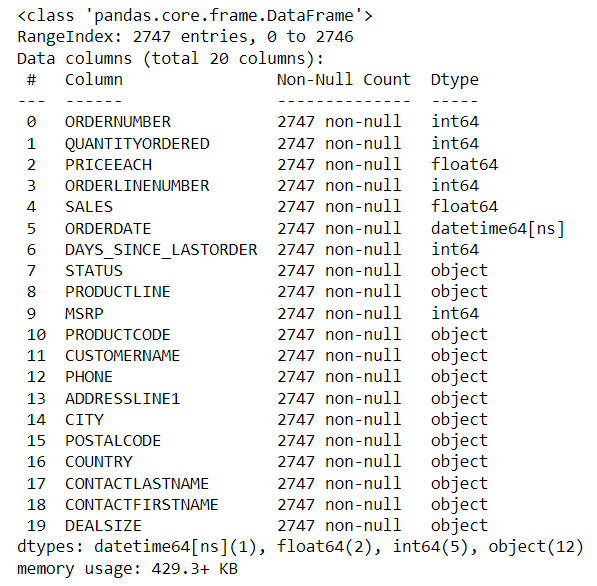 <class 'pandas.core.frame.DataFrame'>
RangeIndex: 2747 entries, 0 to 2746
Data columns (total 20 columns):
 #   Column              Non-Null Count  Dtype
---  ------              --------------  -----
 0   ORDERNUMBER         2747 non-null   int64
 1   QUANTITYORDERED     2747 non-null   int64
 2   PRICEEACH           2747 non-null   float64
 3   ORDERLINENUMBER     2747 non-null   int64
 4   SALES               2747 non-null   float64
 5   ORDERDATE           2747 non-null   datetime64[ns]
 6   DAYS_SINCE_LASTORDER  2747 non-null   int64
 7   STATUS              2747 non-null   object
 8   PRODUCTLINE         2747 non-null   object
 9   MSRP                2747 non-null   int64
 10  PRODUCTCODE         2747 non-null   object
 11  CUSTOMERNAME        2747 non-null   object
 12  PHONE               2747 non-null   object
 13  ADDRESSLINE1        2747 non-null   object
 14  CITY                2747 non-null   object
 15  POSTALCODE          2747 non-null   object
 16  COUNTRY             2747 non-null   object
 17  CONTACTLASTNAME     2747 non-null   object
 18  CONTACTFIRSTNAME    2747 non-null   object
 19  DEALSIZE            2747 non-null   object
dtypes: datetime64[ns](1), float64(2), int64(5), object(12)
memory usage: 429.3+ KB